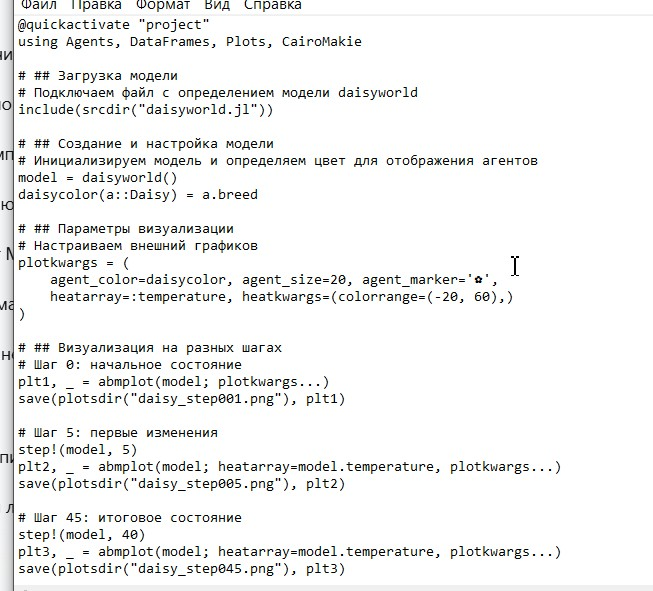 Файл Правка Формат Вид Справка
@quickactivate "project"
using Agents, DataFrames, Plots, CairoMakie

# ## Загрузка модели
# Подключаем файл с определением модели daisyworld
include(srcdir("daisyworld.jl"))

# ## Создание и настройка модели
# Инициализируем модель и определяем цвет для отображения агентов
model = daisyworld()
daisycolor(a::Daisy) = a.breed

# ## Параметры визуализации
# Настраиваем внешний графиков
plotkwargs = (
    agent_color=daisycolor, agent_size=20, agent_marker='✿',
    heatarray=:temperature, heatkwargs=(colorrange=(-20, 60),)
)

# ## Визуализация на разных шагах
# Шаг 0: начальное состояние
plt1, _ = abmplot(model; plotkwargs...)
save(plotsdir("daisy_step001.png"), plt1)

# Шаг 5: первые изменения
step!(model, 5)
plt2, _ = abmplot(model; heatarray=model.temperature, plotkwargs...)
save(plotsdir("daisy_step005.png"), plt2)

# Шаг 45: итоговое состояние
step!(model, 40)
plt3, _ = abmplot(model; heatarray=model.temperature, plotkwargs...)
save(plotsdir("daisy_step045.png"), plt3)